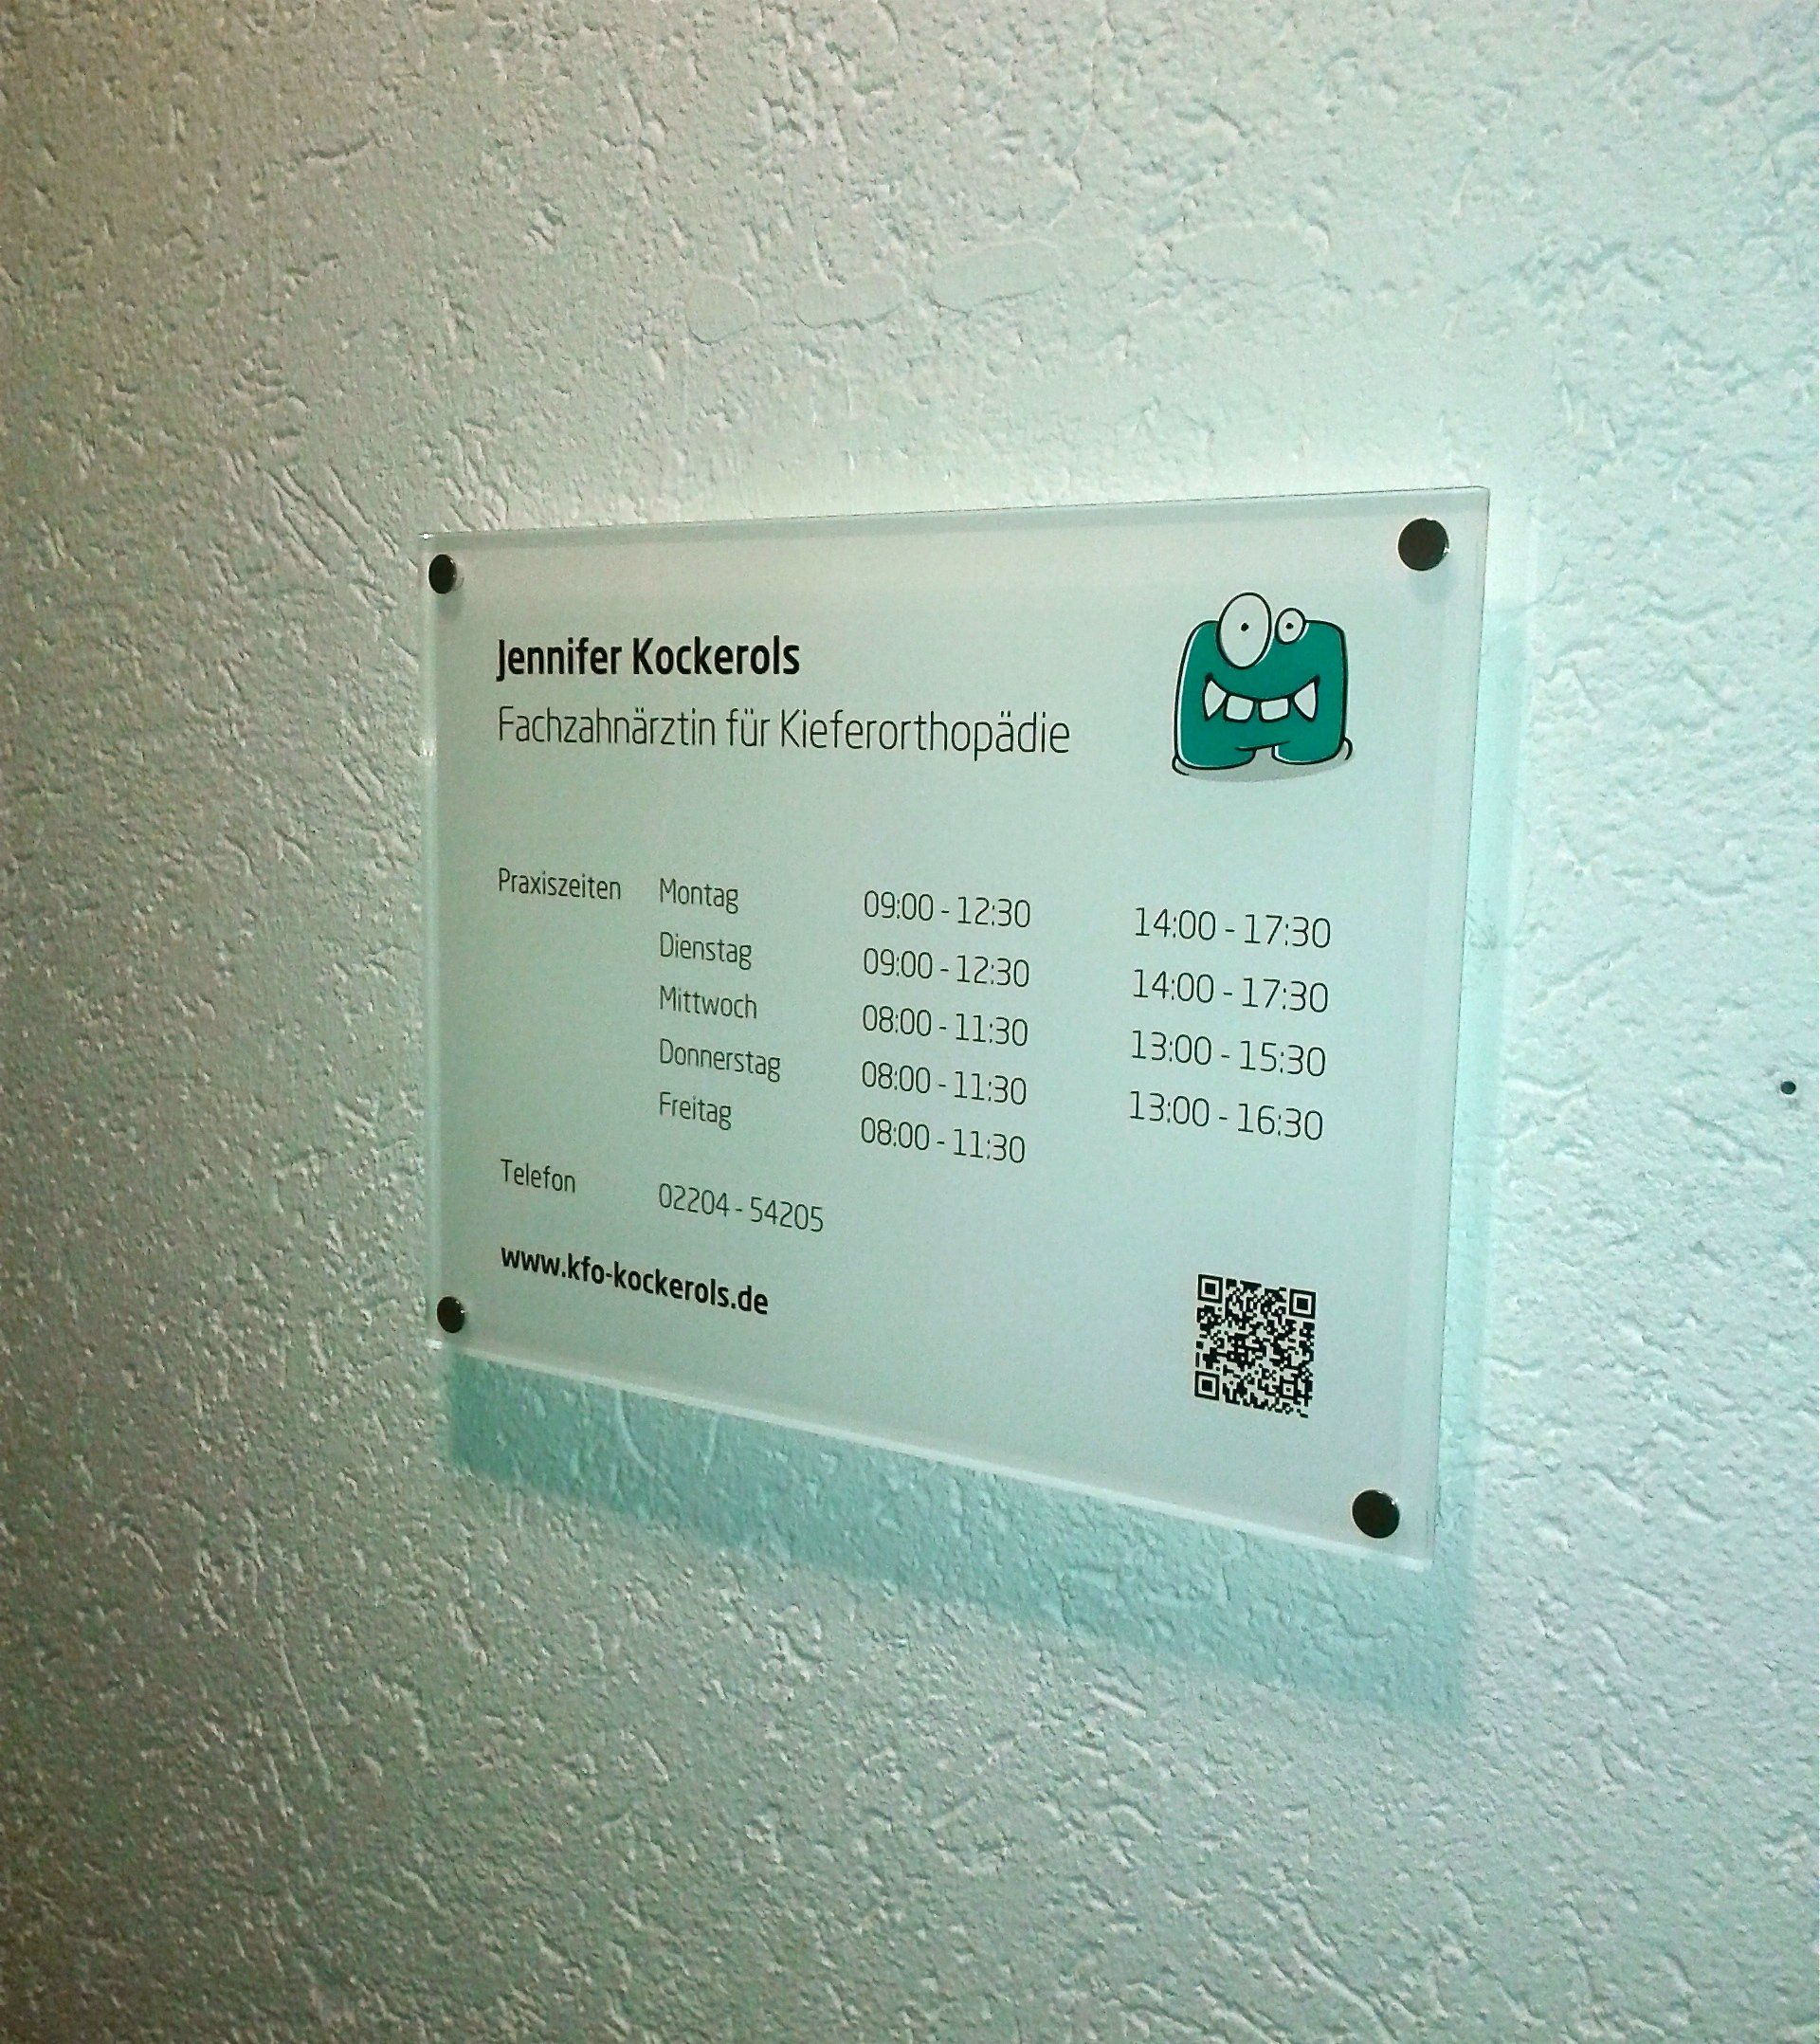 Jennifer Kockerols
Fachzahnärztin für Kieferorthopädie
Praxiszeiten Montag 09:00 - 12:30 14:00 - 17:30
Dienstag 09:00 - 12:30 14:00 - 17:30
Mittwoch 08:00 - 11:30 13:00 - 15:30
Donnerstag 08:00 - 11:30 13:00 - 16:30
Freitag 08:00 - 11:30
Telefon 02204 - 54205
www.kfo-kockerols.de